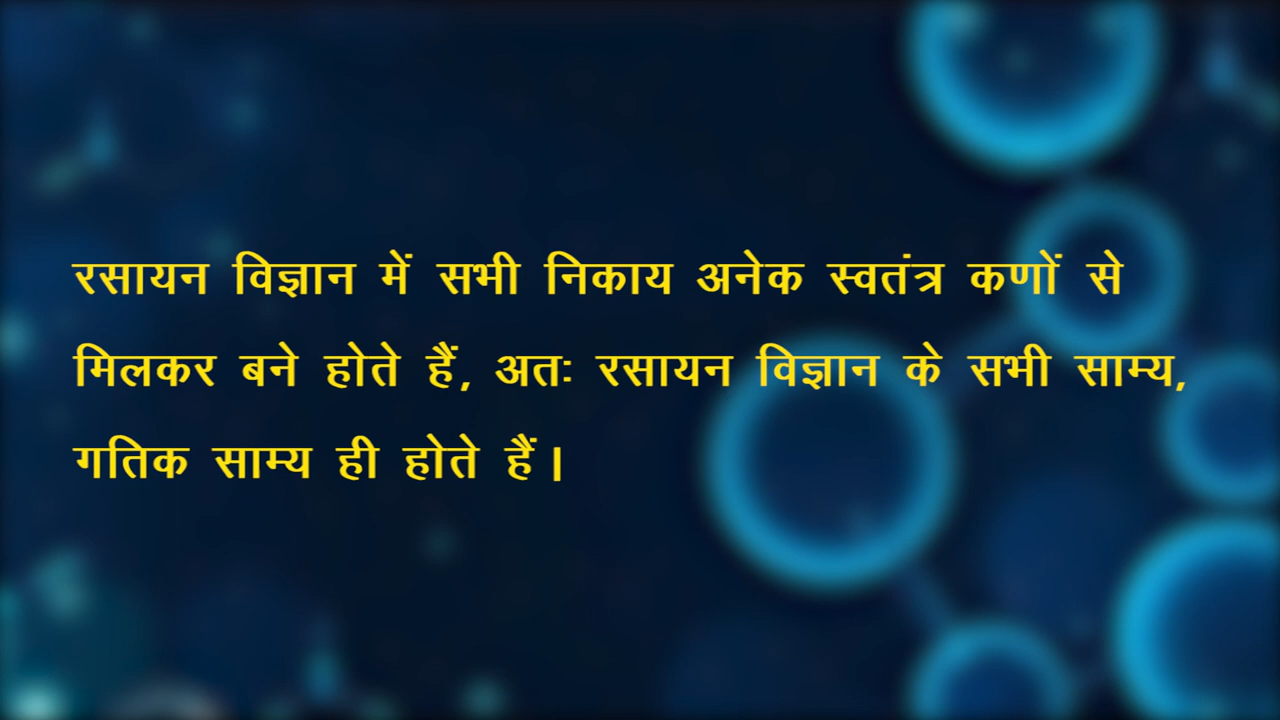 रसायन विज्ञान में सभी निकाय अनेक स्वतंत्र कणों से
मिलकर बने होते हैं, अतः रसायन विज्ञान के सभी साम्य,
गतिक साम्य ही होते हैं।